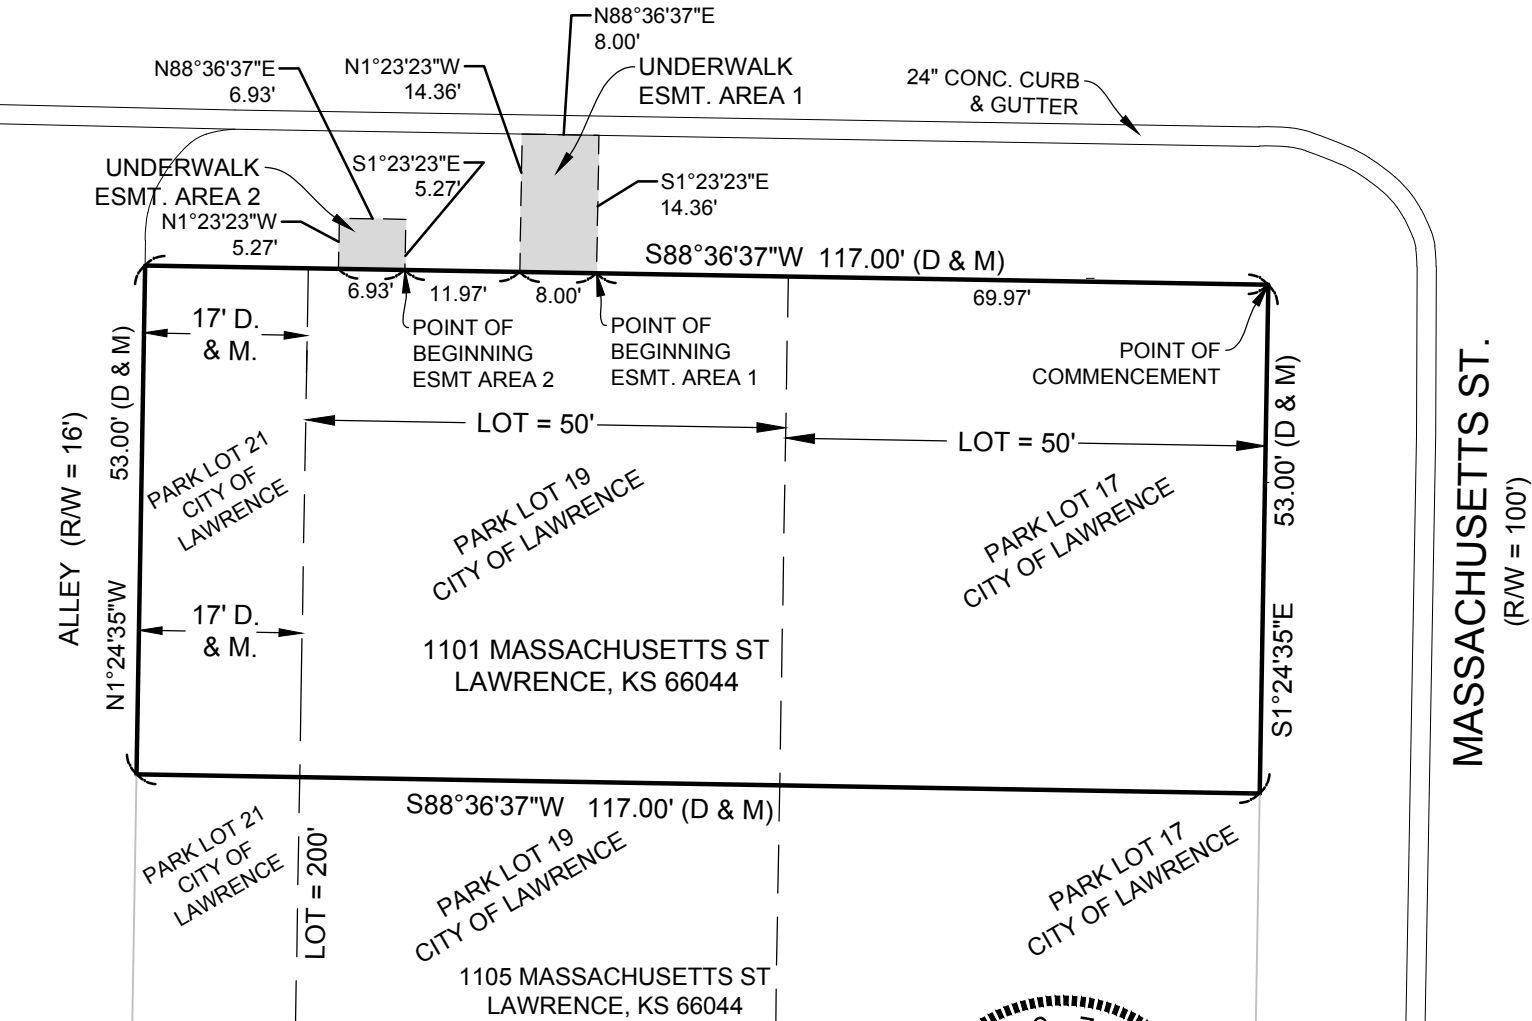 N88°36'37"E
8.00'
N88°36'37"E
6.93'
N1°23'23"W
14.36'
UNDERWALK
ESMT. AREA 1
24" CONC. CURB
& GUTTER
UNDERWALK
ESMT. AREA 2
S1°23'23"E
5.27'
S1°23'23"E
14.36'
N1°23'23"W
5.27'
S88°36'37"W 117.00' (D & M)
6.93'
11.97'
8.00'
69.97'
17' D.
& M.
POINT OF
BEGINNING
ESMT AREA 2
POINT OF
BEGINNING
ESMT. AREA 1
POINT OF
COMMENCEMENT
53.00' (D & M)
53.00' (D & M)
LOT = 50'
LOT = 50'
ALLEY (R/W = 16')
PARK LOT 21
CITY OF
LAWRENCE
PARK LOT 19
CITY OF LAWRENCE
PARK LOT 17
CITY OF LAWRENCE
MASSACHUSETTS ST.
(R/W = 100')
N1°24'35"W
17' D.
& M.
1101 MASSACHUSETTS ST
LAWRENCE, KS 66044
S1°24'35"E
S88°36'37"W 117.00' (D & M)
PARK LOT 21
CITY OF
LAWRENCE
LOT = 200'
PARK LOT 19
CITY OF LAWRENCE
PARK LOT 17
CITY OF LAWRENCE
1105 MASSACHUSETTS ST
LAWRENCE, KS 66044